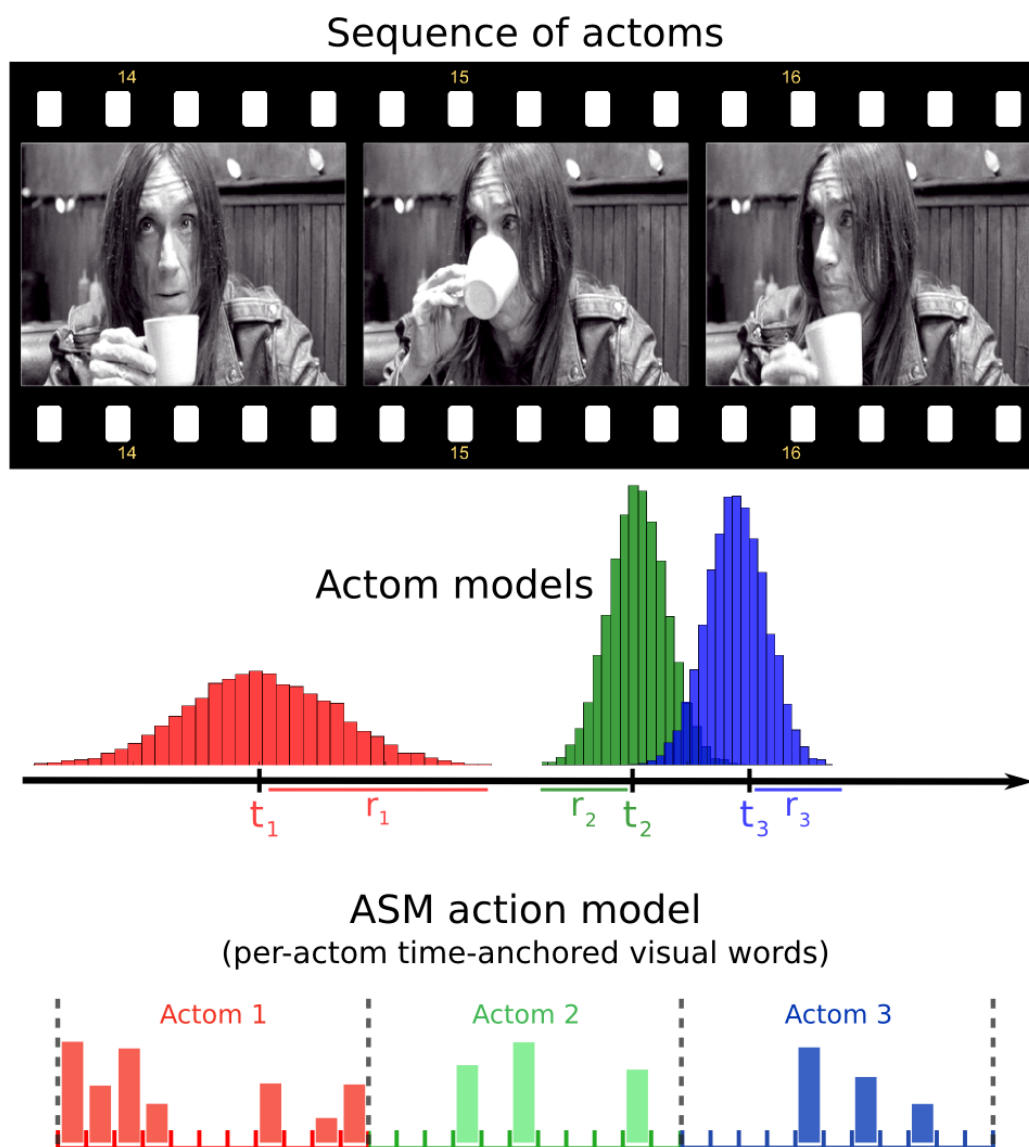 Sequence of actoms
14 15 16
14 15 16
Actom models
t₁ r₁ r₂ t₂ t₃ r₃
ASM action model
(per-actom time-anchored visual words)
Actom 1 Actom 2 Actom 3